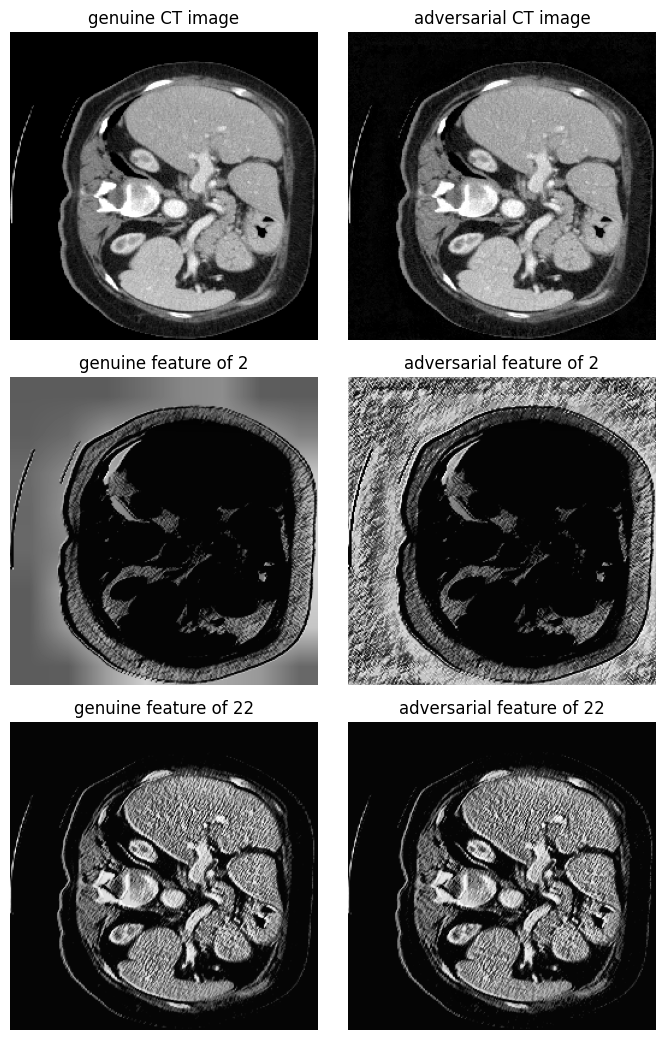 genuine CT image
adversarial CT image
genuine feature of 2
adversarial feature of 2
genuine feature of 22
adversarial feature of 22